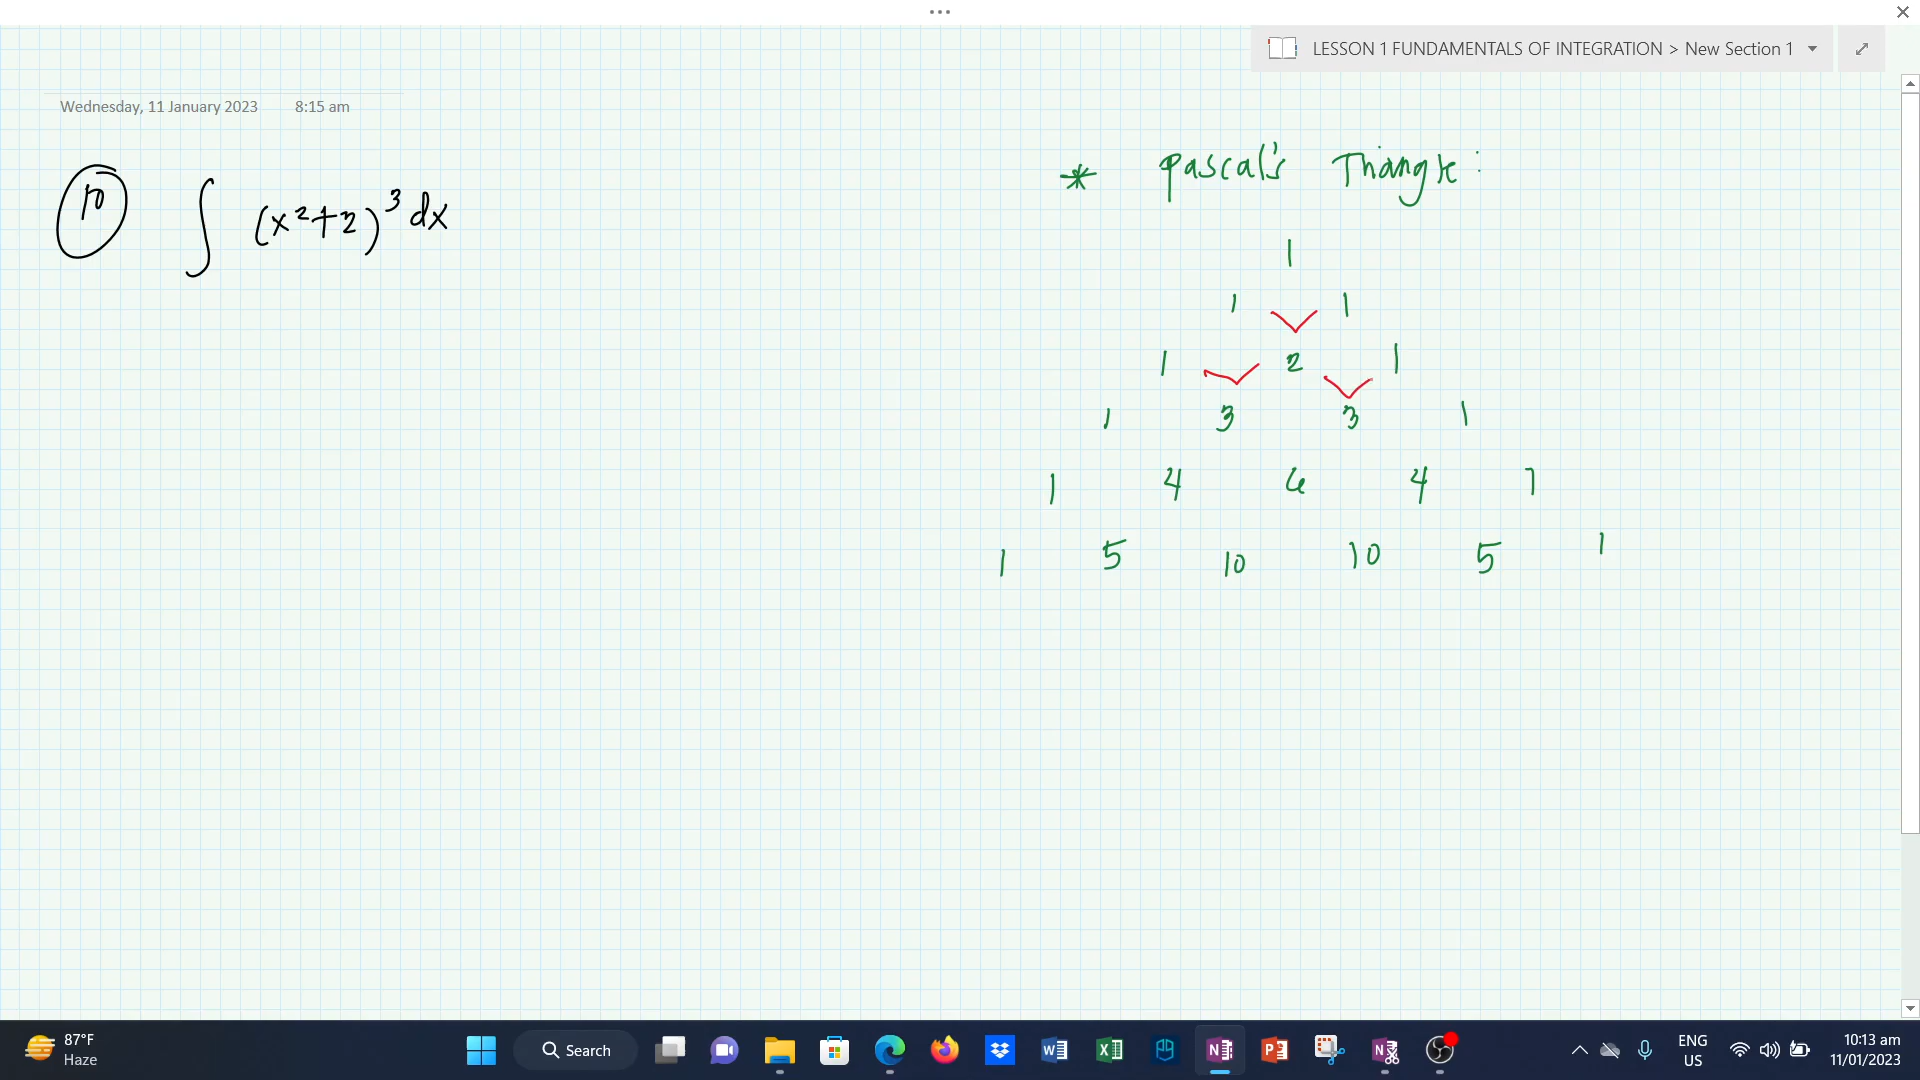 LESSON 1 FUNDAMENTALS OF INTEGRATION > New Section 1
Wednesday, 11 January 2023 8:15 am
10 ∫ (x²+2)³ dx
* Pascal's Triangle:
1
1 1
1 2 1
1 3 3 1
1 4 6 4 1
1 5 10 10 5 1
87°F
Haze
Search
ENG
US
10:13 am
11/01/2023